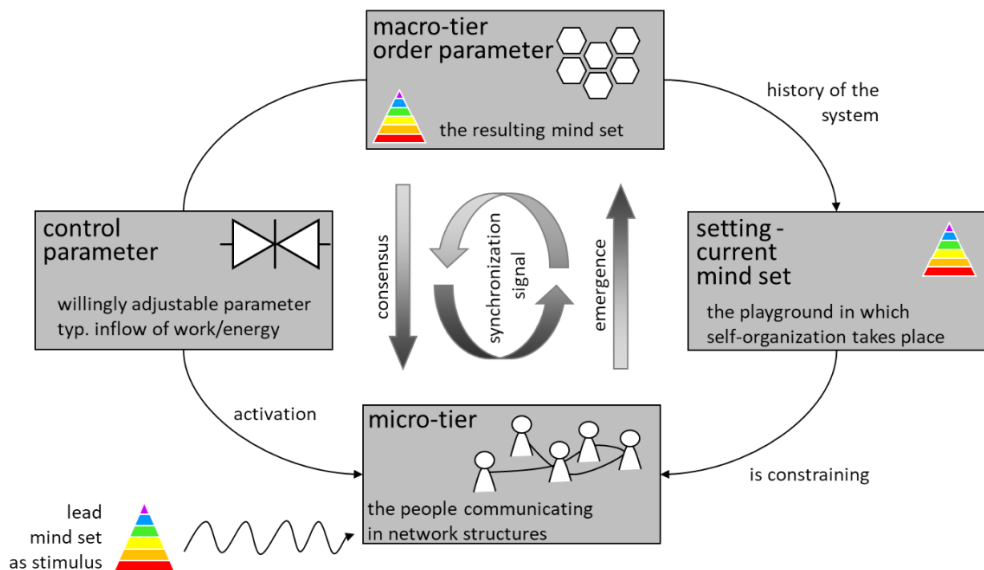 macro-tier
order parameter
the resulting mind set
history of the
system
control
parameter
willingly adjustable parameter
typ. inflow of work/energy
consensus
synchronization
signal
emergence
setting -
current
mind set
the playground in which
self-organization takes place
activation
micro-tier
the people communicating
in network structures
is constraining
lead
mind set
as stimulus